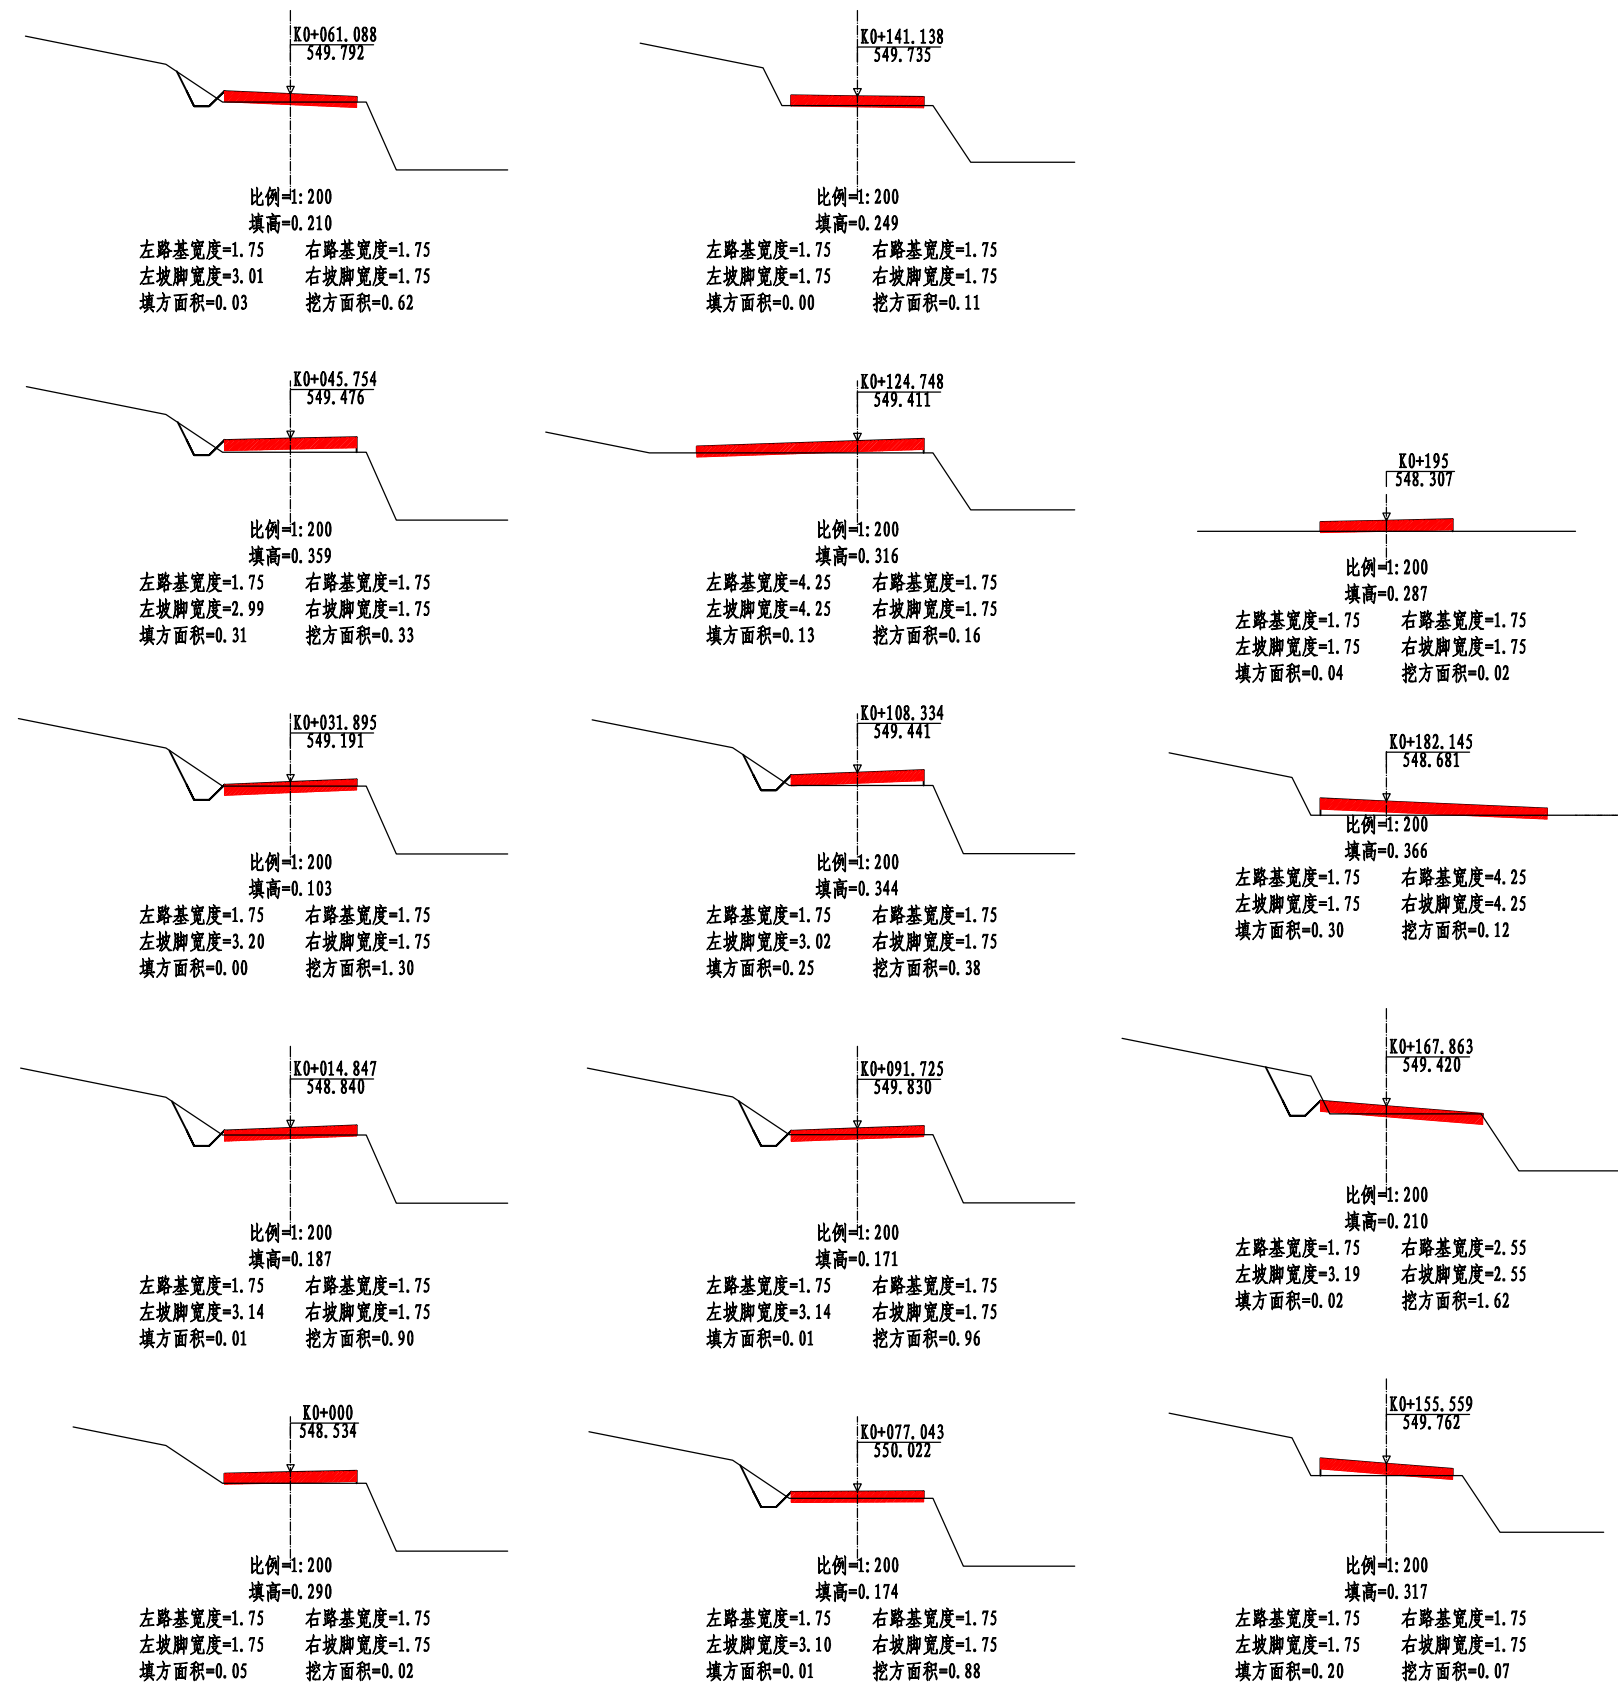 K0+061.088
549.792
比例=1:200
填高=0.210
左路基宽度=1.75 右路基宽度=1.75
左坡脚宽度=3.01 右坡脚宽度=1.75
填方面积=0.03 挖方面积=0.62
K0+141.138
549.735
比例=1:200
填高=0.249
左路基宽度=1.75 右路基宽度=1.75
左坡脚宽度=1.75 右坡脚宽度=1.75
填方面积=0.00 挖方面积=0.11
K0+045.754
549.476
比例=1:200
填高=0.359
左路基宽度=1.75 右路基宽度=1.75
左坡脚宽度=2.99 右坡脚宽度=1.75
填方面积=0.31 挖方面积=0.33
K0+124.748
549.411
比例=1:200
填高=0.316
左路基宽度=4.25 右路基宽度=1.75
左坡脚宽度=4.25 右坡脚宽度=1.75
填方面积=0.13 挖方面积=0.16
K0+195
548.307
比例=1:200
填高=0.287
左路基宽度=1.75 右路基宽度=1.75
左坡脚宽度=1.75 右坡脚宽度=1.75
填方面积=0.04 挖方面积=0.02
K0+031.895
549.191
比例=1:200
填高=0.103
左路基宽度=1.75 右路基宽度=1.75
左坡脚宽度=3.20 右坡脚宽度=1.75
填方面积=0.00 挖方面积=1.30
K0+108.334
549.441
比例=1:200
填高=0.344
左路基宽度=1.75 右路基宽度=1.75
左坡脚宽度=3.02 右坡脚宽度=1.75
填方面积=0.25 挖方面积=0.38
K0+182.145
548.681
比例=1:200
填高=0.366
左路基宽度=1.75 右路基宽度=4.25
左坡脚宽度=1.75 右坡脚宽度=4.25
填方面积=0.30 挖方面积=0.12
K0+014.847
548.840
比例=1:200
填高=0.187
左路基宽度=1.75 右路基宽度=1.75
左坡脚宽度=3.14 右坡脚宽度=1.75
填方面积=0.01 挖方面积=0.90
K0+091.725
549.830
比例=1:200
填高=0.171
左路基宽度=1.75 右路基宽度=1.75
左坡脚宽度=3.14 右坡脚宽度=1.75
填方面积=0.01 挖方面积=0.96
K0+167.863
549.420
比例=1:200
填高=0.210
左路基宽度=1.75 右路基宽度=2.55
左坡脚宽度=3.19 右坡脚宽度=2.55
填方面积=0.02 挖方面积=1.62
K0+000
548.534
比例=1:200
填高=0.290
左路基宽度=1.75 右路基宽度=1.75
左坡脚宽度=1.75 右坡脚宽度=1.75
填方面积=0.05 挖方面积=0.02
K0+077.043
550.022
比例=1:200
填高=0.174
左路基宽度=1.75 右路基宽度=1.75
左坡脚宽度=3.10 右坡脚宽度=1.75
填方面积=0.01 挖方面积=0.88
K0+155.559
549.762
比例=1:200
填高=0.317
左路基宽度=1.75 右路基宽度=1.75
左坡脚宽度=1.75 右坡脚宽度=1.75
填方面积=0.20 挖方面积=0.07